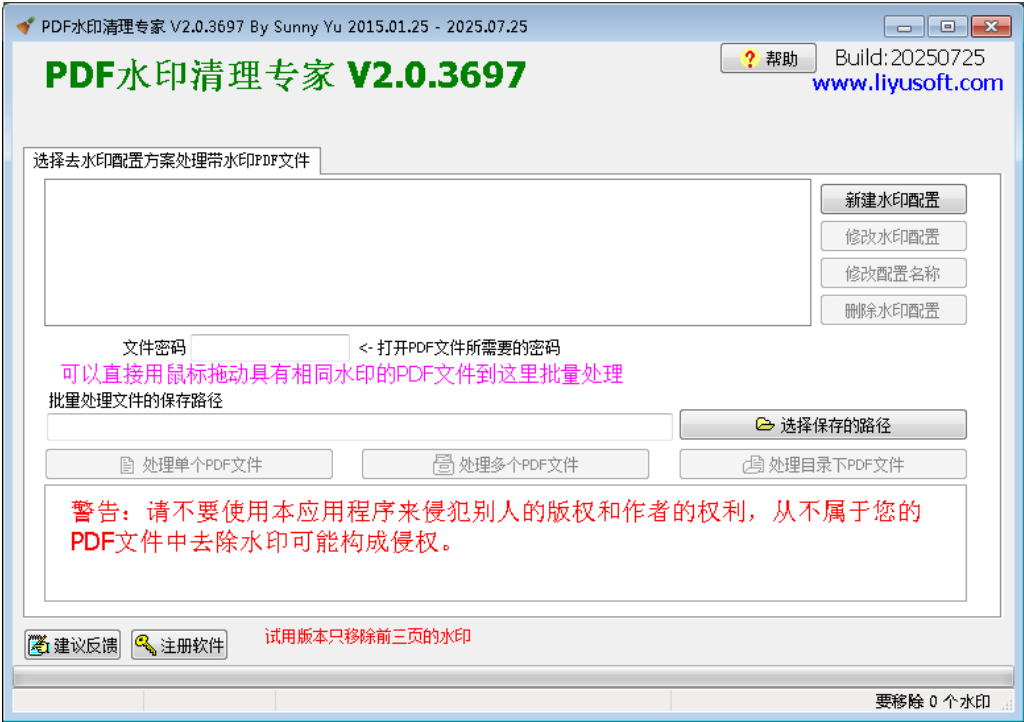 PDF水印清理专家 V2.0.3697 By Sunny Yu 2015.01.25 - 2025.07.25
PDF水印清理专家 V2.0.3697
帮助
Build:20250725
www.liyusoft.com
选择去水印配置方案处理带水印PDF文件
新建水印配置
修改水印配置
修改配置名称
删除水印配置
文件密码
<- 打开PDF文件所需要的密码
可以直接用鼠标拖动具有相同水印的PDF文件到这里批量处理
批量处理文件的保存路径
选择保存的路径
处理单个PDF文件
处理多个PDF文件
处理目录下PDF文件
警告：请不要使用本应用程序来侵犯别人的版权和作者的权利，从不属于您的
PDF文件中去除水印可能构成侵权。
建议反馈
注册软件
试用版本只移除前三页的水印
要移除 0 个水印